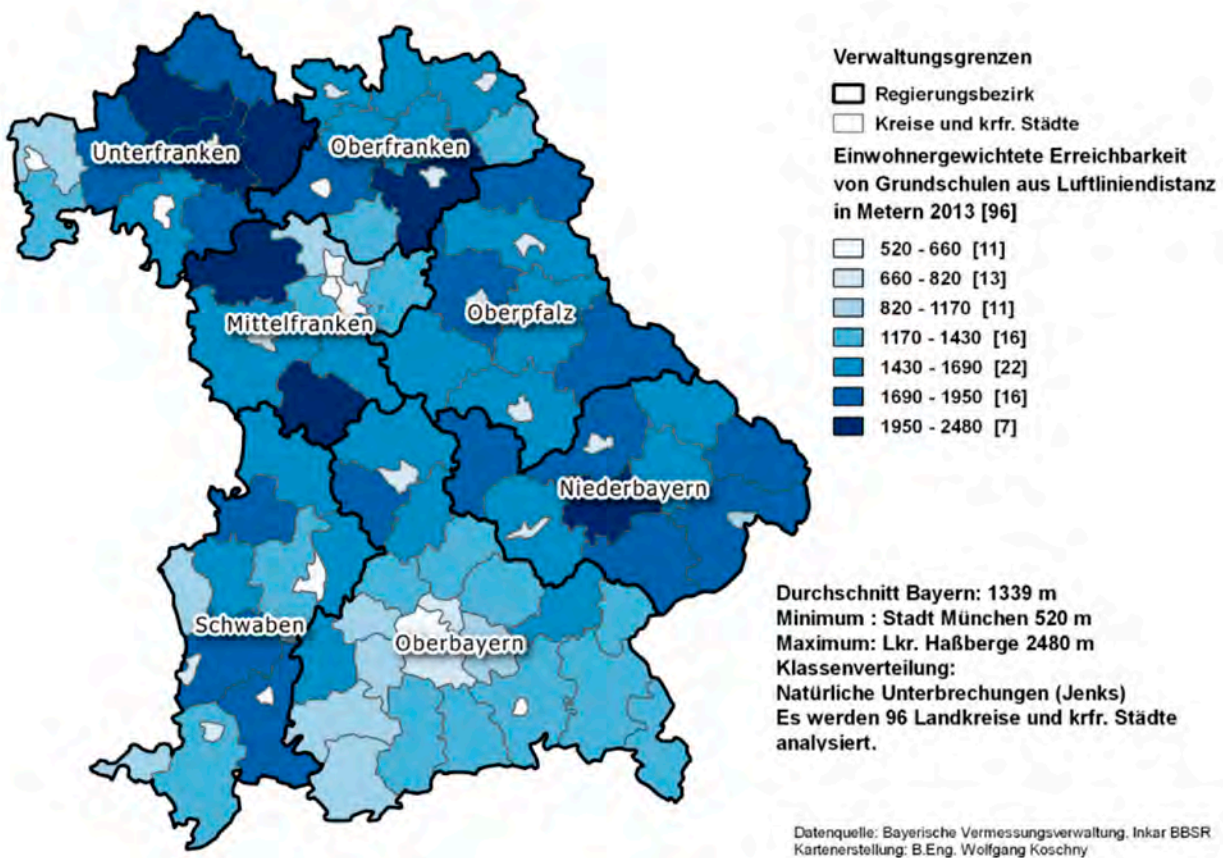 Unterfranken
Oberfranken
Mittelfranken
Oberpfalz
Niederbayern
Schwaben
Oberbayern
Verwaltungsgrenzen
Regierungsbezirk
Kreise und krfr. Städte
Einwohnergewichtete Erreichbarkeit
von Grundschulen aus Luftliniendistanz
in Metern 2013 [96]
520 - 660 [11]
660 - 820 [13]
820 - 1170 [11]
1170 - 1430 [16]
1430 - 1690 [22]
1690 - 1950 [16]
1950 - 2480 [7]
Durchschnitt Bayern: 1339 m
Minimum : Stadt München 520 m
Maximum: Lkr. Haßberge 2480 m
Klassenverteilung:
Natürliche Unterbrechungen (Jenks)
Es werden 96 Landkreise und krfr. Städte
analysiert.
Datenquelle: Bayerische Vermessungsverwaltung, Inkar BBSR
Kartenerstellung: B.Eng. Wolfgang Koschny